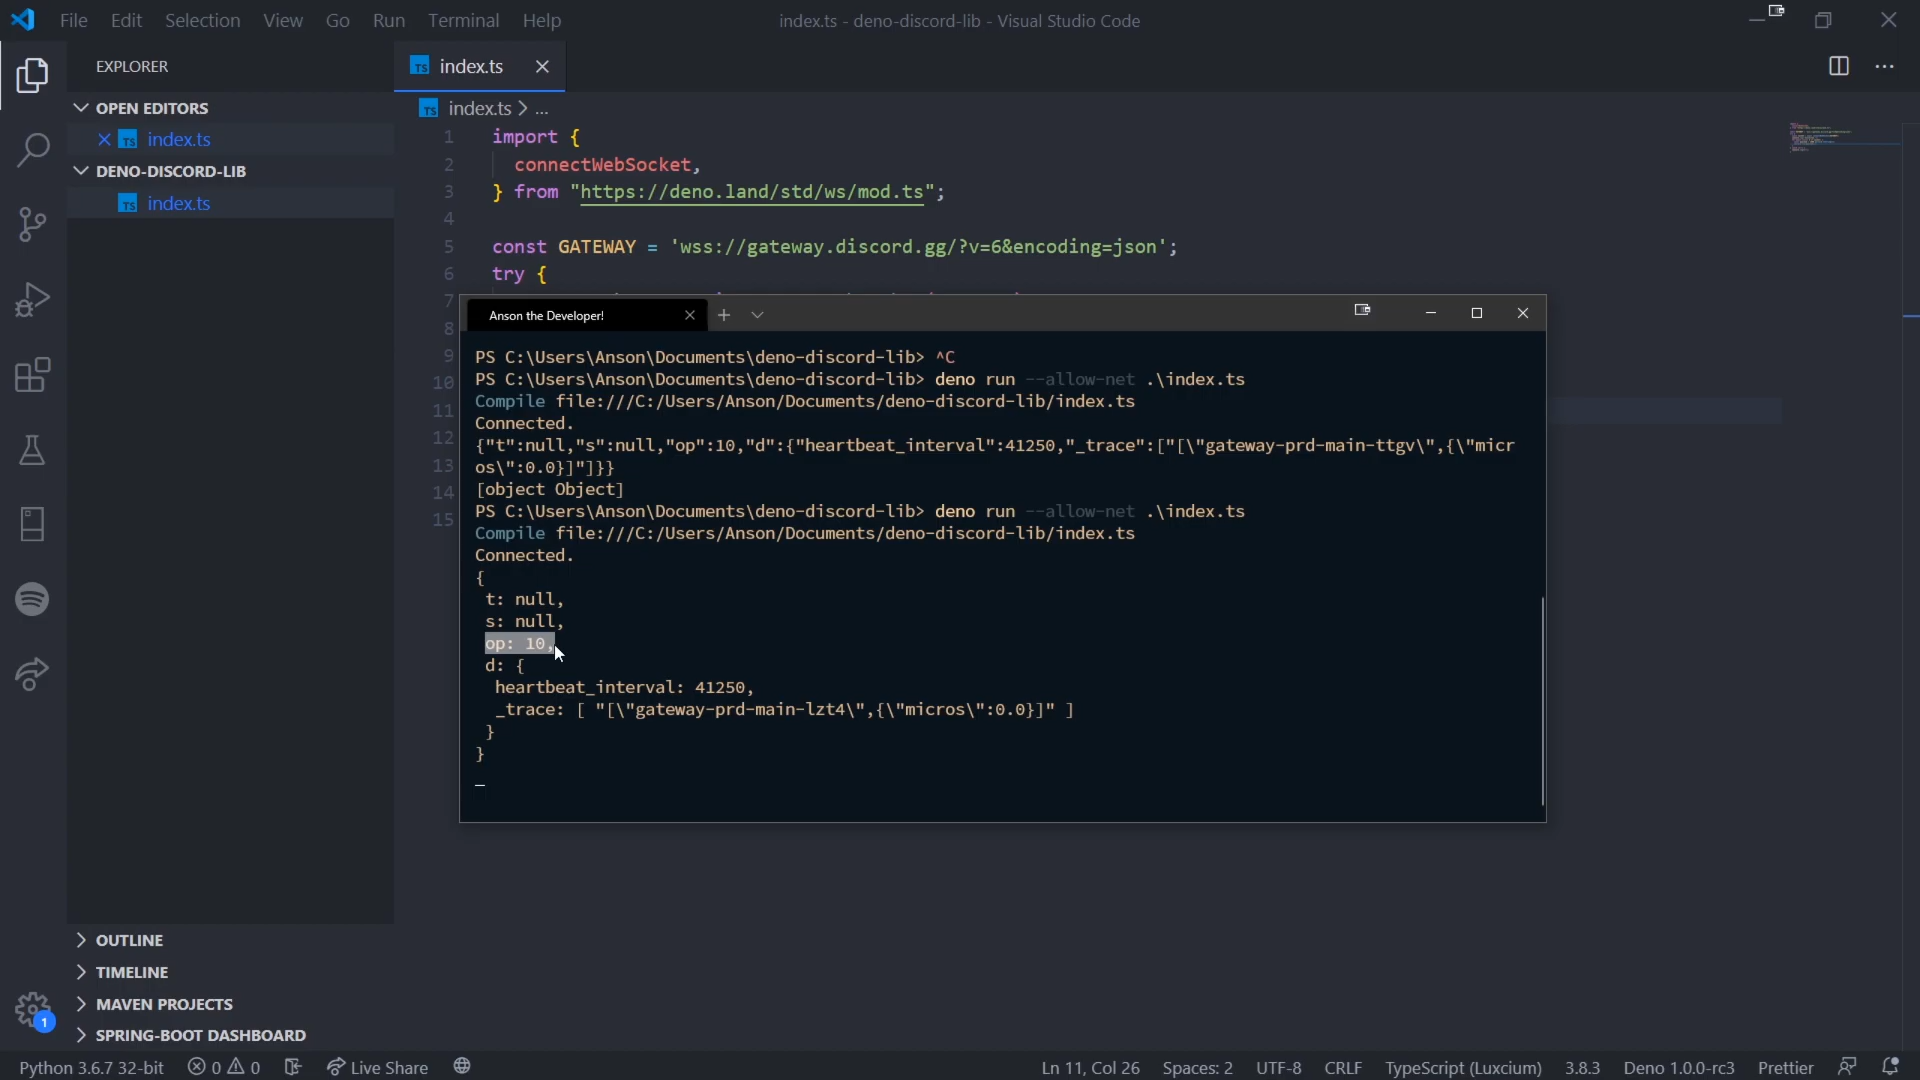 File Edit Selection View Go Run Terminal Help
index.ts - deno-discord-lib - Visual Studio Code
EXPLORER
TS index.ts
OPEN EDITORS
TS index.ts
DENO-DISCORD-LIB
TS index.ts
TS index.ts > ...
1 import {
2 connectWebSocket,
3 } from "https://deno.land/std/ws/mod.ts";
4
5 const GATEWAY = 'wss://gateway.discord.gg/?v=6&encoding=json';
6 try {
7
8
9
10
11
12
13
14
15
Anson the Developer!
PS C:\Users\Anson\Documents\deno-discord-lib> ^C
PS C:\Users\Anson\Documents\deno-discord-lib> deno run --allow-net .\index.ts
Compile file:///C:/Users/Anson/Documents/deno-discord-lib/index.ts
Connected.
{"t":null,"s":null,"op":10,"d":{"heartbeat_interval":41250,"_trace":["[\"gateway-prd-main-ttgv\",{\"micr
os\":0.0}]"]}}
[object Object]
PS C:\Users\Anson\Documents\deno-discord-lib> deno run --allow-net .\index.ts
Compile file:///C:/Users/Anson/Documents/deno-discord-lib/index.ts
Connected.
{
t: null,
s: null,
op: 10,
d: {
heartbeat_interval: 41250,
_trace: [ "[\"gateway-prd-main-lzt4\",{\"micros\":0.0}]" ]
}
}
OUTLINE
TIMELINE
MAVEN PROJECTS
SPRING-BOOT DASHBOARD
1
Python 3.6.7 32-bit 0 0 Live Share
Ln 11, Col 26 Spaces: 2 UTF-8 CRLF TypeScript (Luxcium) 3.8.3 Deno 1.0.0-rc3 Prettier